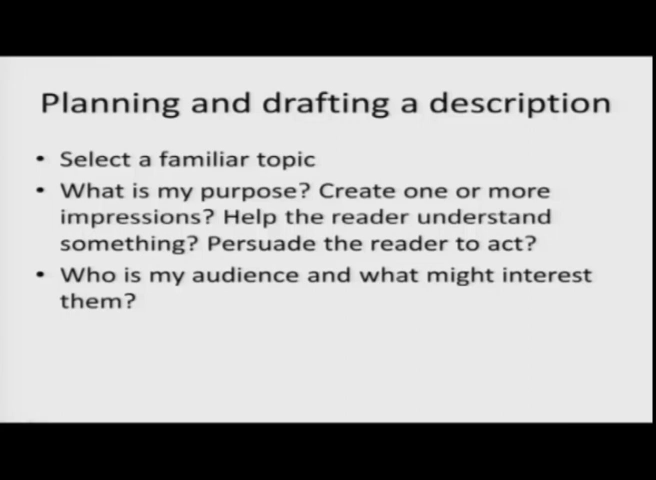 Planning and drafting a description
• Select a familiar topic
• What is my purpose? Create one or more
impressions? Help the reader understand
something? Persuade the reader to act?
• Who is my audience and what might interest
them?